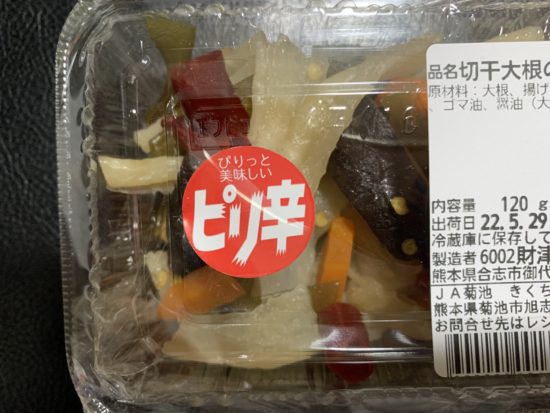 ぴりっと
美味しい
ピリ辛
品名切干大根の
原材料：大根、揚げ
、ゴマ油、醤油（大
内容量 120 g
出荷日 22.5.29
冷蔵庫に保存して
製造者 6002財津
熊本県合志市御代
ＪＡ菊池 きくち
熊本県菊池市旭志
お問合せ先はレシ